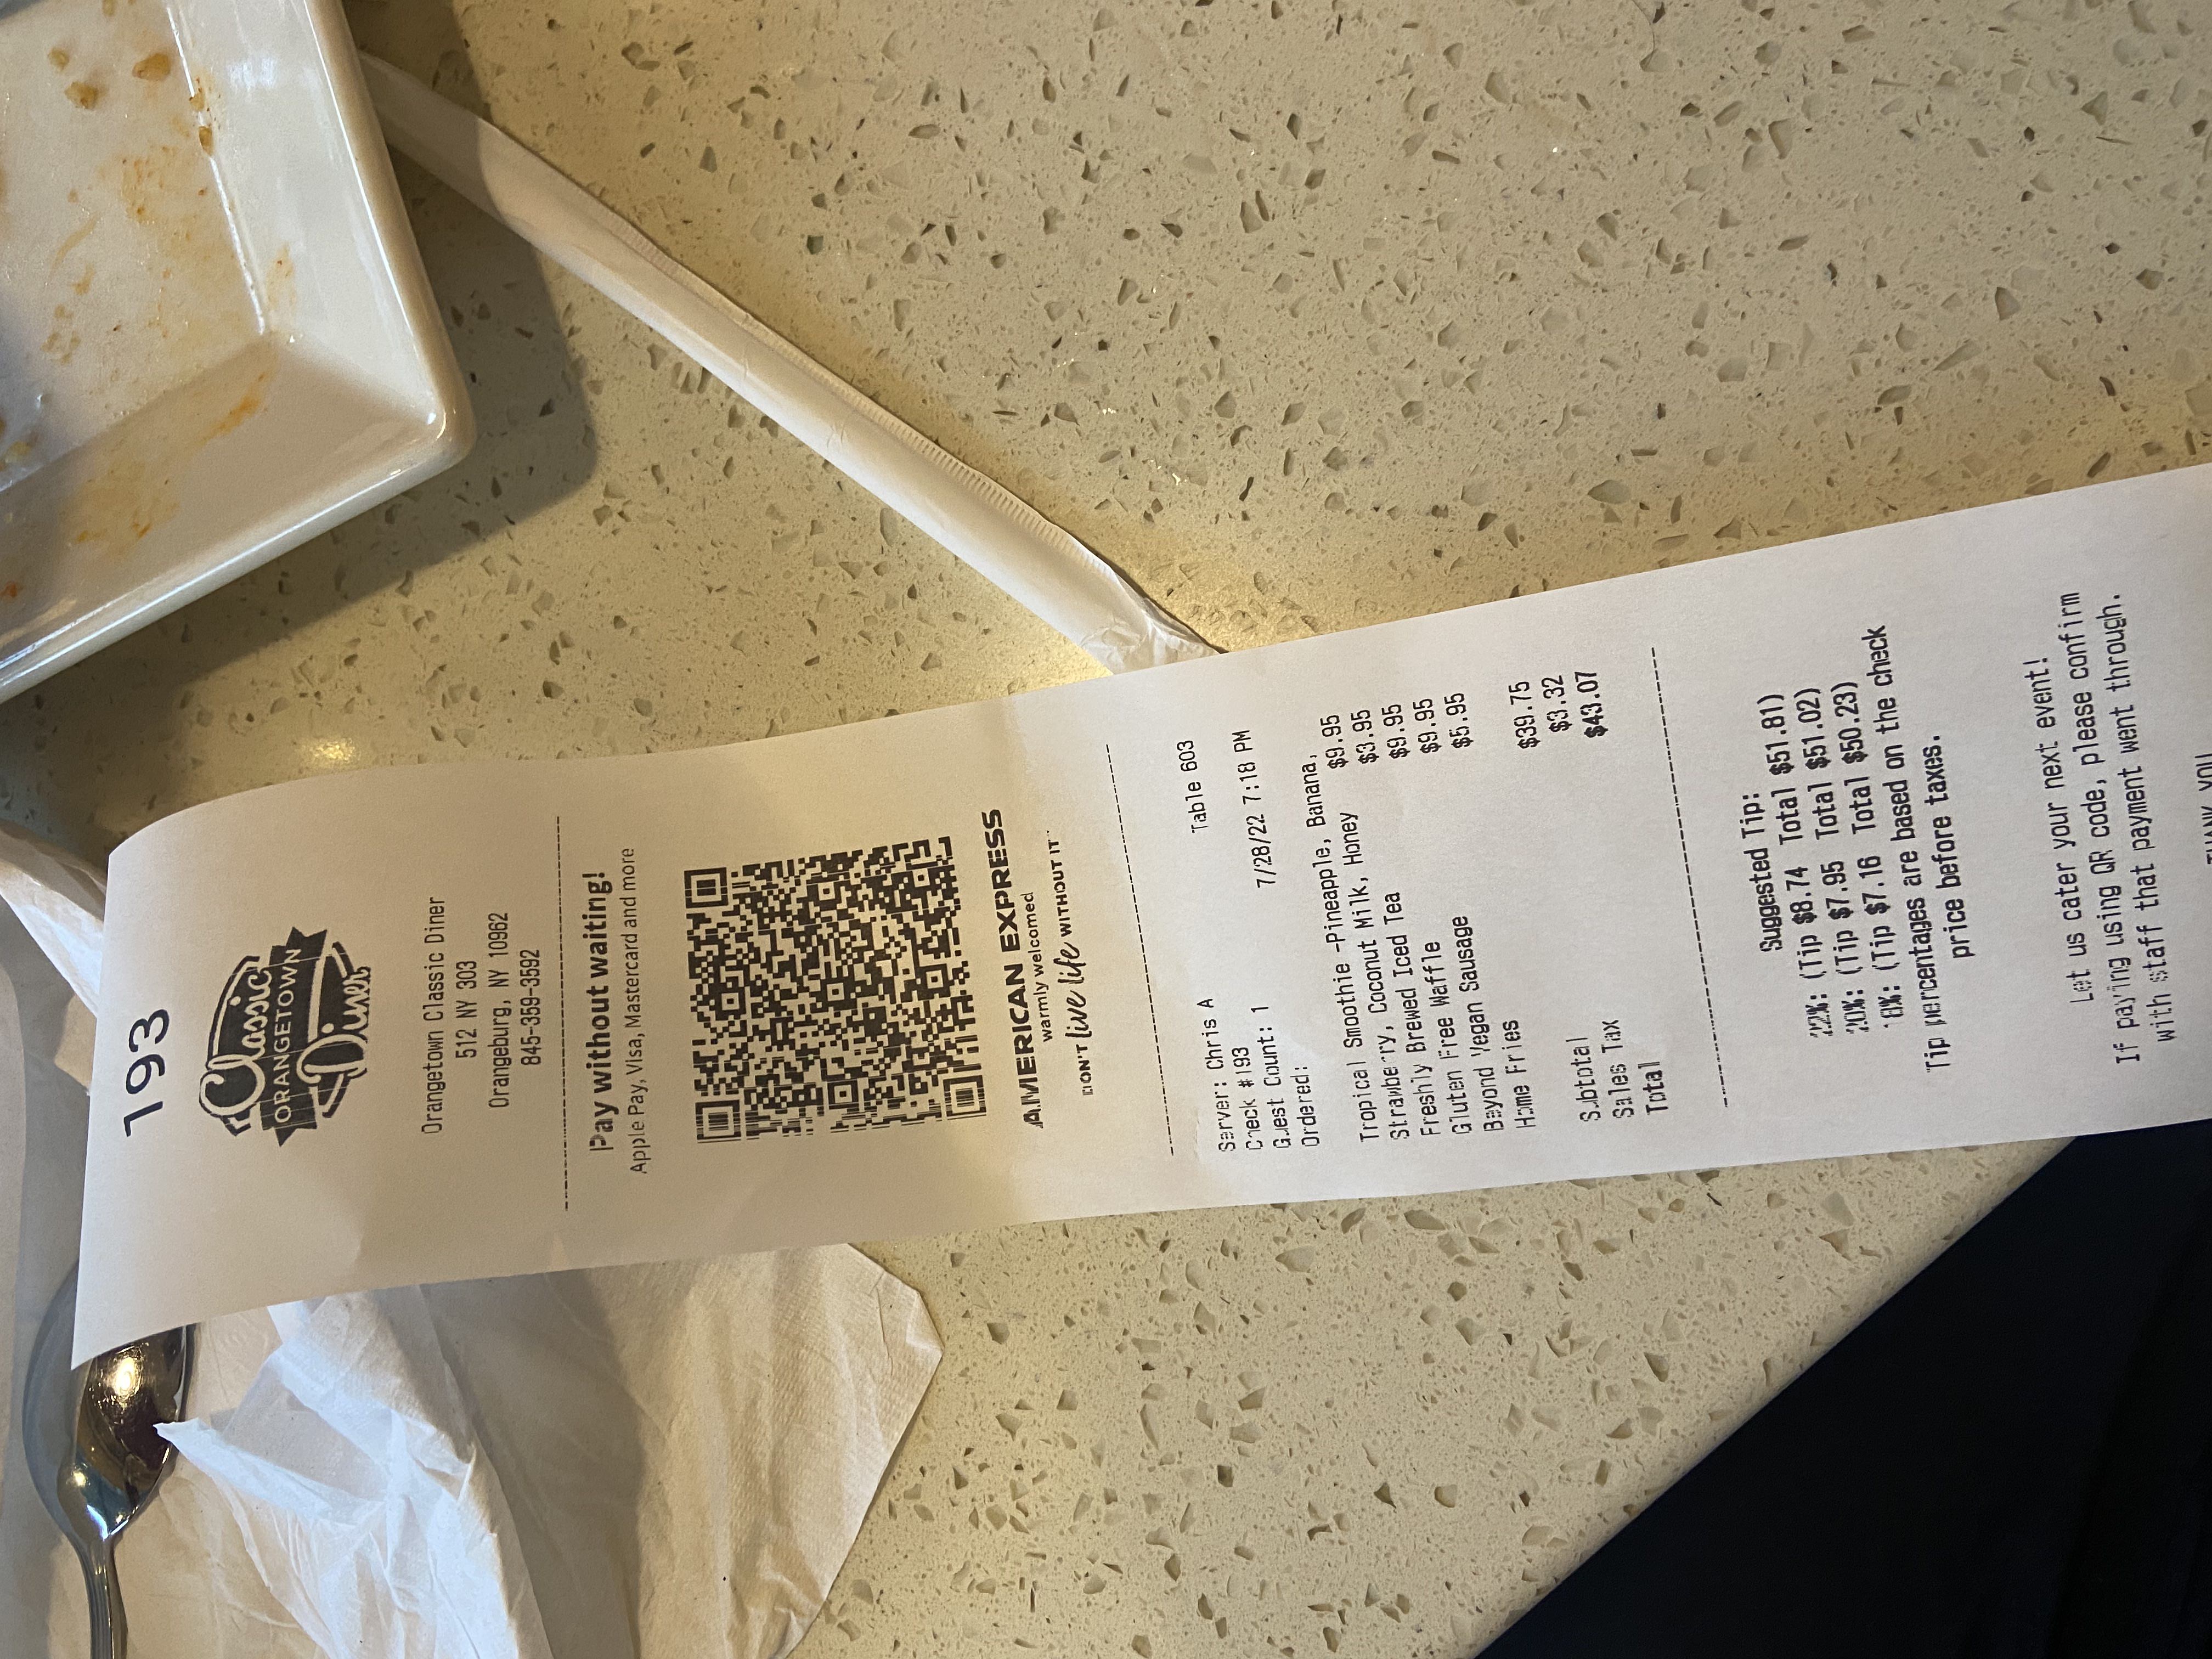 193
Classic
ORANGETOWN
Diner
Orangetown Classic Diner
512 NY 303
Orangeburg, NY 10962
845-359-3592
Pay without waiting!
Apple Pay, Visa, Mastercard and more
AMERICAN EXPRESS
warmly welcomed
DON'T live life WITHOUT IT
Server: Chris A Table 603
Check #193
Guest Count: 1 7/28/22 7:18 PM
Ordered:
Tropical Smoothie -Pineapple, Banana,
Strawberry, Coconut Milk, Honey $9.95
Freshly Brewed Iced Tea $3.95
Gluten Free Waffle $9.95
Beyond Vegan Sausage $9.95
Home Fries $5.95
Subtotal $39.75
Sales Tax $3.32
Total $43.07
Suggested Tip:
22%: (Tip $8.74 Total $51.81)
20%: (Tip $7.95 Total $51.02)
18%: (Tip $7.16 Total $50.23)
Tip percentages are based on the check
price before taxes.
Let us cater your next event!
If paying using QR code, please confirm
with staff that payment went through.
THANK YOU